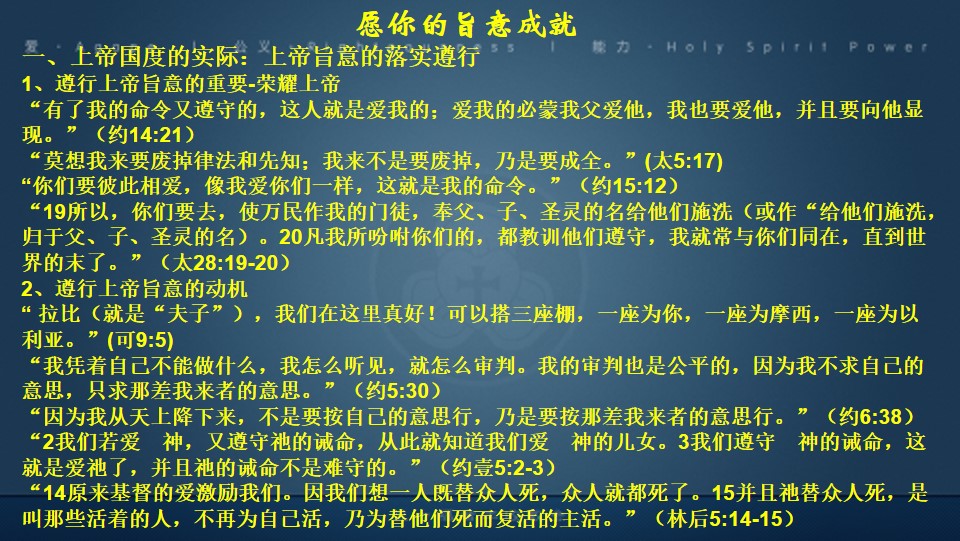 愿你的旨意成就
爱·Agape | 公义·Righteousness | 能力·Holy Spirit Power
一、上帝国度的实际：上帝旨意的落实遵行
1、遵行上帝旨意的重要-荣耀上帝
“有了我的命令又遵守的，这人就是爱我的；爱我的必蒙我父爱他，我也要爱他，并且要向他显
现。”（约14:21）
“莫想我来要废掉律法和先知；我来不是要废掉，乃是要成全。”(太5:17)
“你们要彼此相爱，像我爱你们一样，这就是我的命令。”（约15:12）
“19所以，你们要去，使万民作我的门徒，奉父、子、圣灵的名给他们施洗（或作“给他们施洗，
归于父、子、圣灵的名）。20凡我所吩咐你们的，都教训他们遵守，我就常与你们同在，直到世
界的末了。”（太28:19-20）
2、遵行上帝旨意的动机
“ 拉比（就是“夫子”），我们在这里真好！可以搭三座棚，一座为你，一座为摩西，一座为以
利亚。”(可9:5)
“我凭着自己不能做什么，我怎么听见，就怎么审判。我的审判也是公平的，因为我不求自己的
意思，只求那差我来者的意思。”（约5:30）
“因为我从天上降下来，不是要按自己的意思行，乃是要按那差我来者的意思行。”（约6:38）
“2我们若爱　神，又遵守祂的诫命，从此就知道我们爱　神的儿女。3我们遵守　神的诫命，这
就是爱祂了，并且祂的诫命不是难守的。”（约壹5:2-3）
“14原来基督的爱激励我们。因我们想一人既替众人死，众人就都死了。15并且祂替众人死，是
叫那些活着的人，不再为自己活，乃为替他们死而复活的主活。”（林后5:14-15）